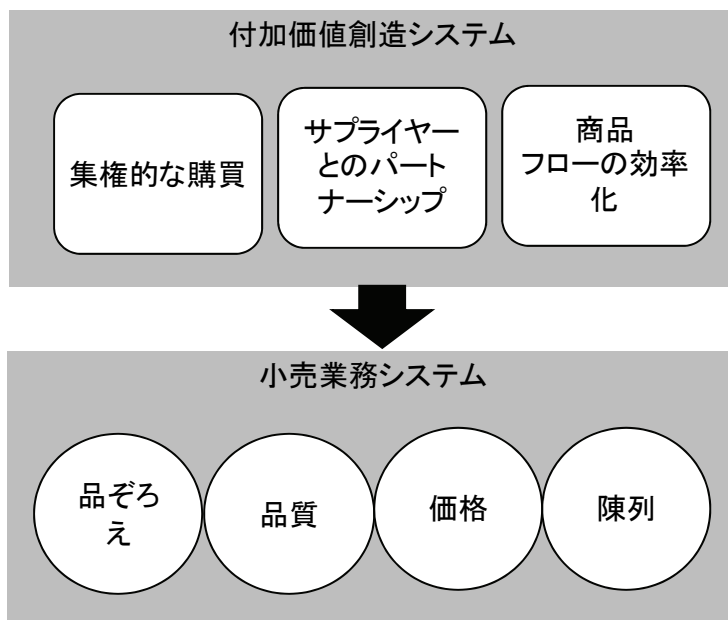 付加価値創造システム
集権的な購買
サプライヤー
とのパート
ナーシップ
商品
フローの効率
化
小売業務システム
品ぞろ
え
品質
価格
陳列